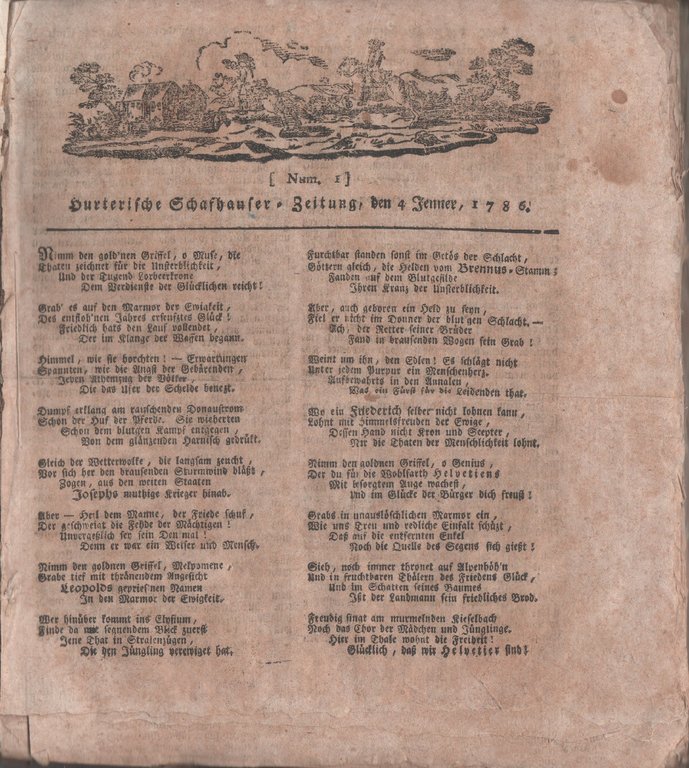 [ Num. 1 ]
Hurterische Schafhauser-Zeitung, den 4 Jenner, 1786.
Nimm den gold'nen Griffel, o Muse, die
Thaten zeichnet für die Unsterblichkeit,
Und der Tugend Lorbeerkrone
Dem Verdienste der Glücklichen reicht!
Grab' es auf den Marmor der Ewigkeit,
Des entfloh'nen Jahres erseufztes Glück!
Friedlich hats den Lauf vollendet,
Der im Klange der Waffen begann.
Himmel, wie sie horchten! — Erwartungen
Spannten, wie die Angst der Gebärenden,
Jeden Athemzug der Völker,
Die das Ufer der Schelde benezt.
Dumpf erklang am rauschenden Donaustrom
Schon der Huf der Pferde. Sie wieherten
Schon dem blut'gen Kampf entgegen,
Von dem glänzenden Harnisch gedrükt.
Gleich der Wetterwolke, die langsam zeucht,
Vor sich her den brausenden Sturmwind bläßt,
Zogen, aus den weiten Staaten
Josephs muthige Krieger hinab.
Aber — Heil dem Manne, der Friede schuf,
Der geschweigt die Fehde der Mächtigen!
Unvergeßlich sey sein Denmal!
Denn er war ein Weiser und Mensch.
Nimm den goldnen Griffel, Melpomene,
Grabe tief mit thränendem Angesicht
Leopolds gepries'nen Namen
In den Marmor der Ewigkeit.
Wer hinüber kommt ins Elysium,
Finde da mit segnendem Blick zuerst
Jene That in Stralenzügen,
Die den Jüngling verewiget hat.
Furchtbar standen sonst im Getös der Schlacht,
Göttern gleich, die Helden vom Brennus-Stamm;
Fanden auf dem Blutgefilde
Ihren Kranz der Unsterblichkeit.
Aber, auch geboren ein Held zu seyn,
Fiel er nicht im Donner der blut'gen Schlacht. —
Ach, der Retter seiner Brüder
Fand in brausenden Wogen sein Grab!
Weint um ihn, den Edlen! Es schlägt nicht
Unter jedem Purpur ein Menschenherz.
Aufbewahrts in den Annalen,
Was ein Fürst für die Leidenden that.
Wo ein Friederich selber nicht lohnen kann,
Lohnt mit Himmelsfreuden der Ewige,
Dessen Hand nicht Kron und Scepter,
Nur die Thaten der Menschlichkeit lohnt.
Nimm den goldnen Griffel, o Genius,
Der du für die Wohlfarth Helvetiens
Mit besorgtem Auge wachest,
Und im Glücke der Bürger dich freuß!
Grabs in unauslöschlichen Marmor ein,
Wie uns Treu und redliche Einfalt schüzt,
Daß auf die entfernten Enkel
Noch die Quelle des Segens sich gießt!
Sieh, noch immer thronet auf Alpenhöh'n
Und in fruchtbaren Thälern des Friedens Glück,
Und im Schatten seines Baumes
Ißt der Landmann sein friedliches Brod.
Freudig singt am murmelnden Kieselbach
Noch das Chor der Mädchen und Jünglinge.
Hier im Thale wohnt die Freiheit!
Glücklich, daß wir Helvetier sind!